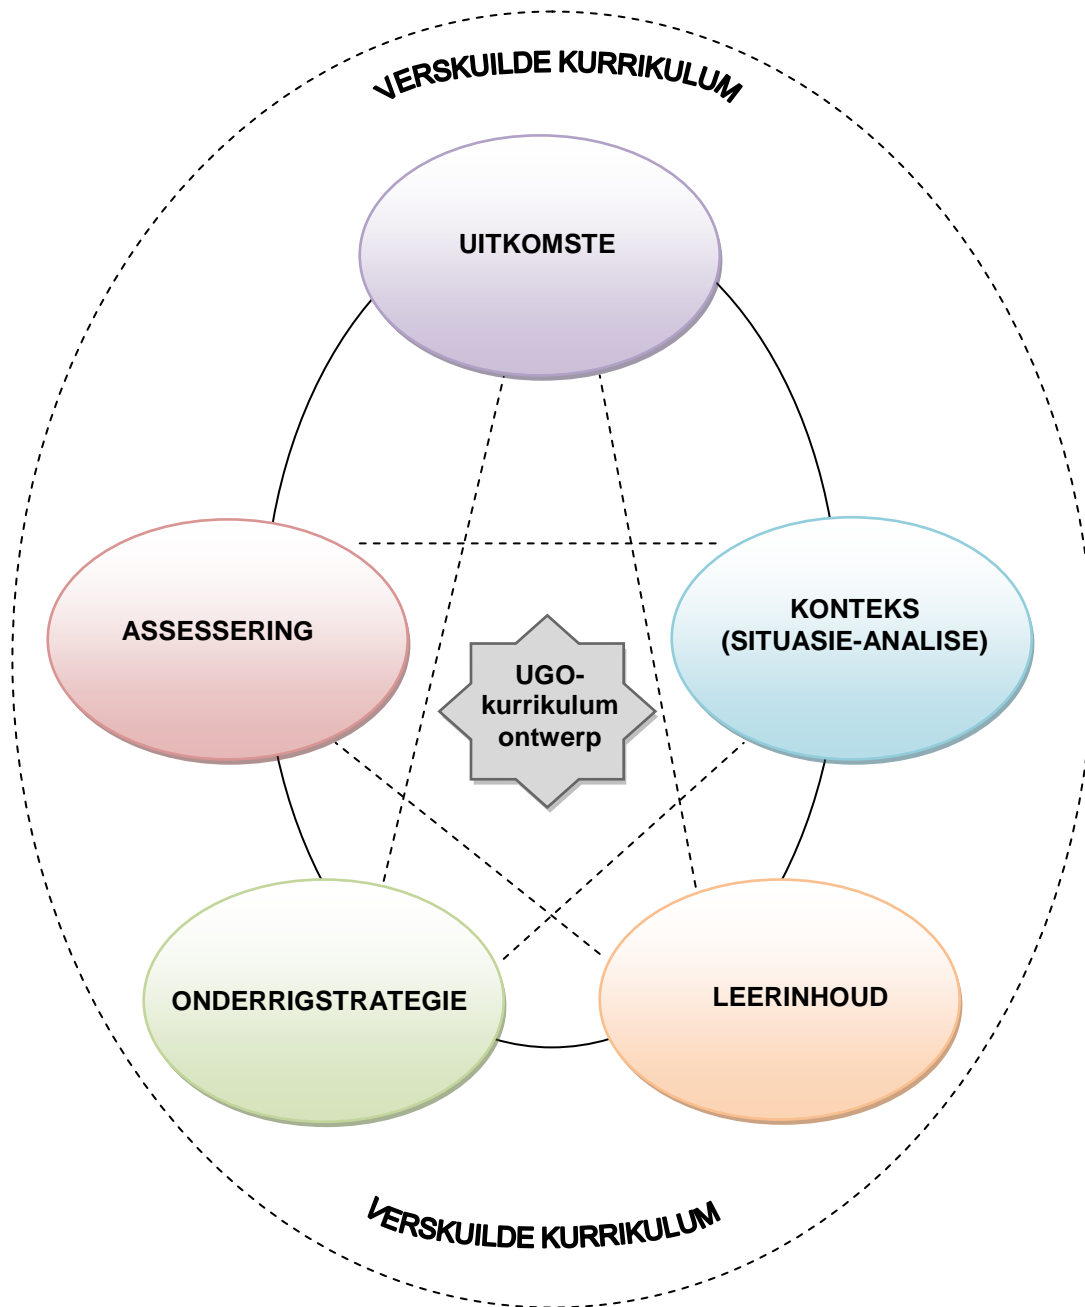 VERSKUILDE KURRIKULUM
UITKOMSTE
ASSESSERING
KONTEKS
(SITUASIE-ANALISE)
UGO-
kurrikulum
ontwerp
ONDERRIGSTRATEGIE
LEERINHOUD
VERSKUILDE KURRIKULUM